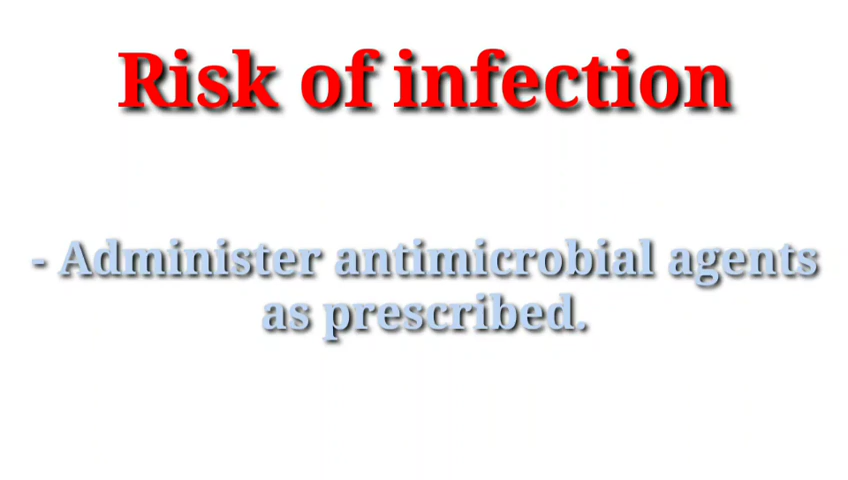 Risk of infection
- Administer antimicrobial agents
as prescribed.